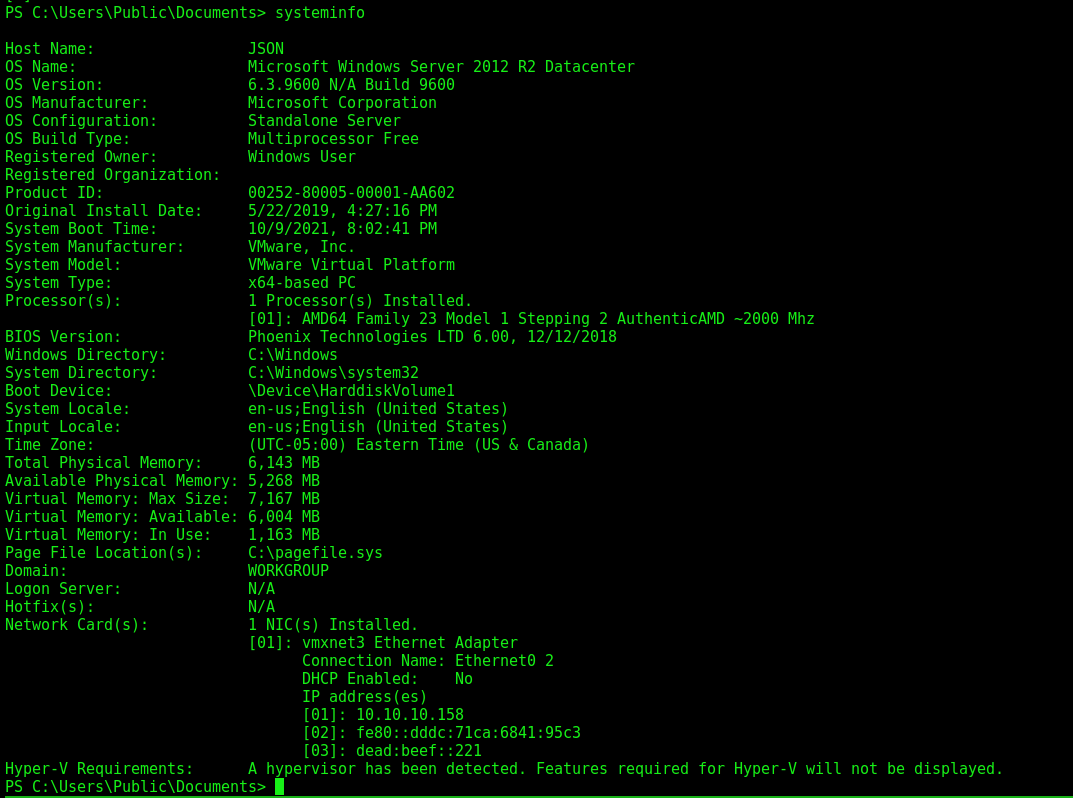 PS C:\Users\Public\Documents> systeminfo
Host Name: JSON
OS Name: Microsoft Windows Server 2012 R2 Datacenter
OS Version: 6.3.9600 N/A Build 9600
OS Manufacturer: Microsoft Corporation
OS Configuration: Standalone Server
OS Build Type: Multiprocessor Free
Registered Owner: Windows User
Registered Organization:
Product ID: 00252-80005-00001-AA602
Original Install Date: 5/22/2019, 4:27:16 PM
System Boot Time: 10/9/2021, 8:02:41 PM
System Manufacturer: VMware, Inc.
System Model: VMware Virtual Platform
System Type: x64-based PC
Processor(s): 1 Processor(s) Installed.
[01]: AMD64 Family 23 Model 1 Stepping 2 AuthenticAMD ~2000 Mhz
BIOS Version: Phoenix Technologies LTD 6.00, 12/12/2018
Windows Directory: C:\Windows
System Directory: C:\Windows\system32
Boot Device: \Device\HarddiskVolume1
System Locale: en-us;English (United States)
Input Locale: en-us;English (United States)
Time Zone: (UTC-05:00) Eastern Time (US & Canada)
Total Physical Memory: 6,143 MB
Available Physical Memory: 5,268 MB
Virtual Memory: Max Size: 7,167 MB
Virtual Memory: Available: 6,004 MB
Virtual Memory: In Use: 1,163 MB
Page File Location(s): C:\pagefile.sys
Domain: WORKGROUP
Logon Server: N/A
Hotfix(s): N/A
Network Card(s): 1 NIC(s) Installed.
[01]: vmxnet3 Ethernet Adapter
Connection Name: Ethernet0 2
DHCP Enabled: No
IP address(es)
[01]: 10.10.10.158
[02]: fe80::dddc:71ca:6841:95c3
[03]: dead:beef::221
Hyper-V Requirements: A hypervisor has been detected. Features required for Hyper-V will not be displayed.
PS C:\Users\Public\Documents>